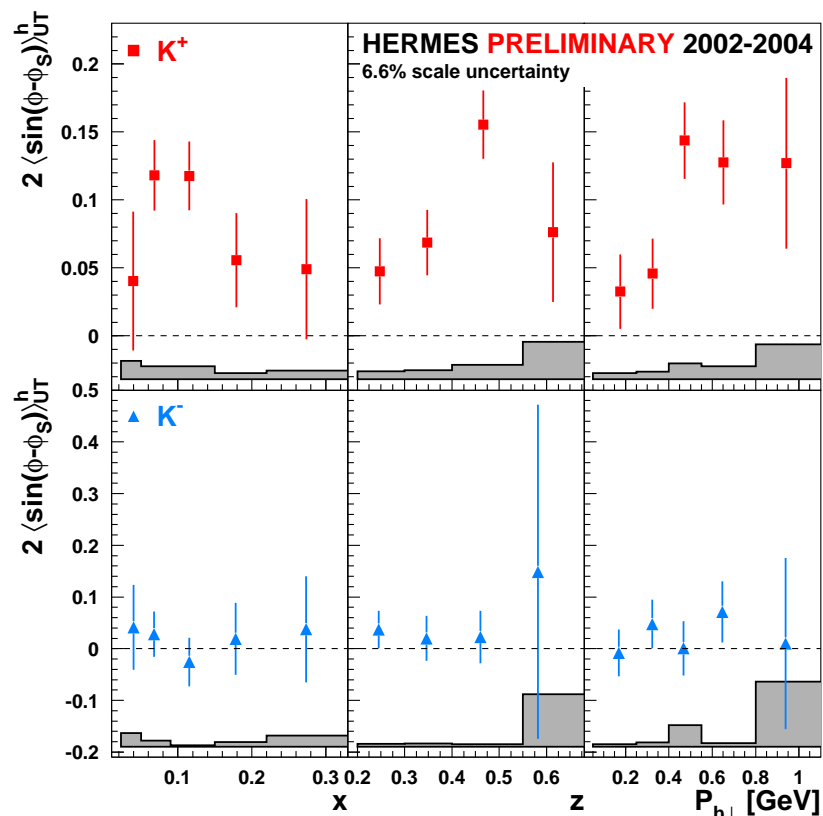 2 ⟨sin(ϕ-ϕS)⟩hUT
K+
HERMES PRELIMINARY 2002-2004
6.6% scale uncertainty
0.2
0.15
0.1
0.05
0
2 ⟨sin(ϕ-ϕS)⟩hUT
K-
0.5
0.4
0.3
0.2
0.1
0
-0.1
-0.2
0.1 0.2 0.3 0.2 0.3 0.4 0.5 0.6 0.2 0.4 0.6 0.8 1
x z Ph⊥ [GeV]